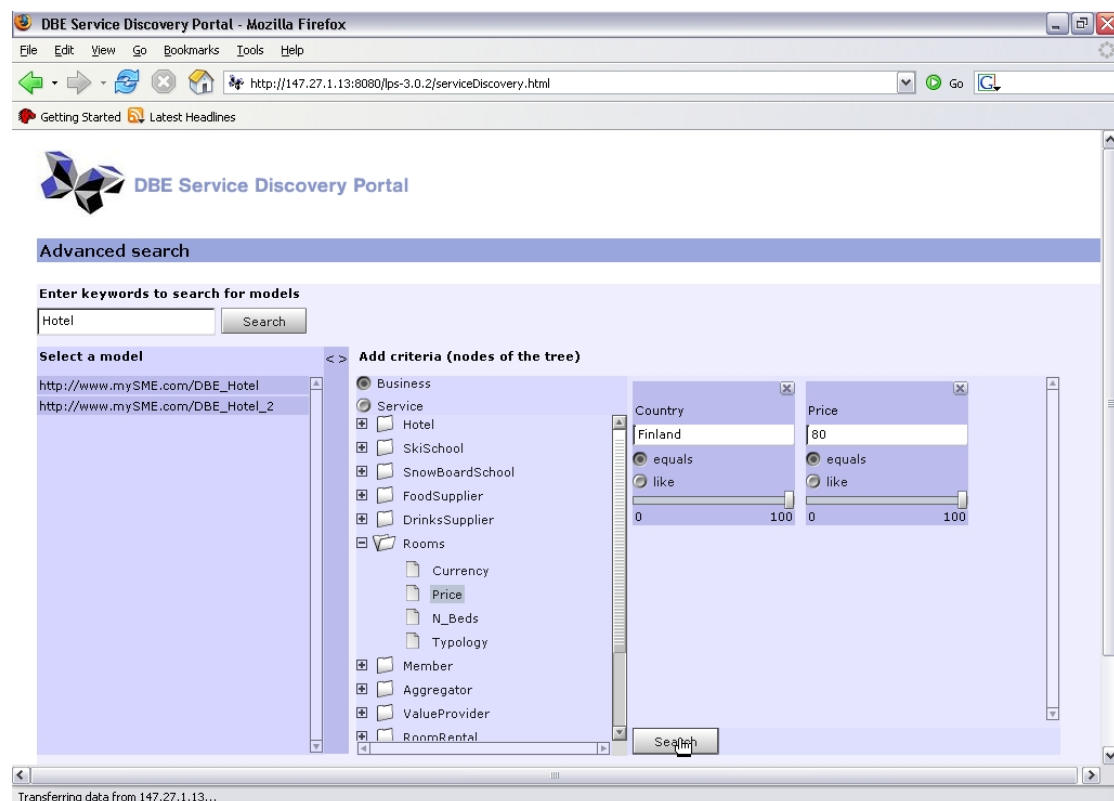 DBE Service Discovery Portal - Mozilla Firefox
File Edit View Go Bookmarks Tools Help
http://147.27.1.13:8080/lps-3.0.2/serviceDiscovery.html Go G
Getting Started Latest Headlines
DBE Service Discovery Portal
Advanced search
Enter keywords to search for models
Hotel Search
Select a model < > Add criteria (nodes of the tree)
http://www.mySME.com/DBE_Hotel
http://www.mySME.com/DBE_Hotel_2
Business
Service
Hotel
SkiSchool
SnowBoardSchool
FoodSupplier
DrinksSupplier
Rooms
Currency
Price
N_Beds
Typology
Member
Aggregator
ValueProvider
RoomRental
Country
Finland
equals
like
0 100
Price
80
equals
like
0 100
Search
Transferring data from 147.27.1.13...